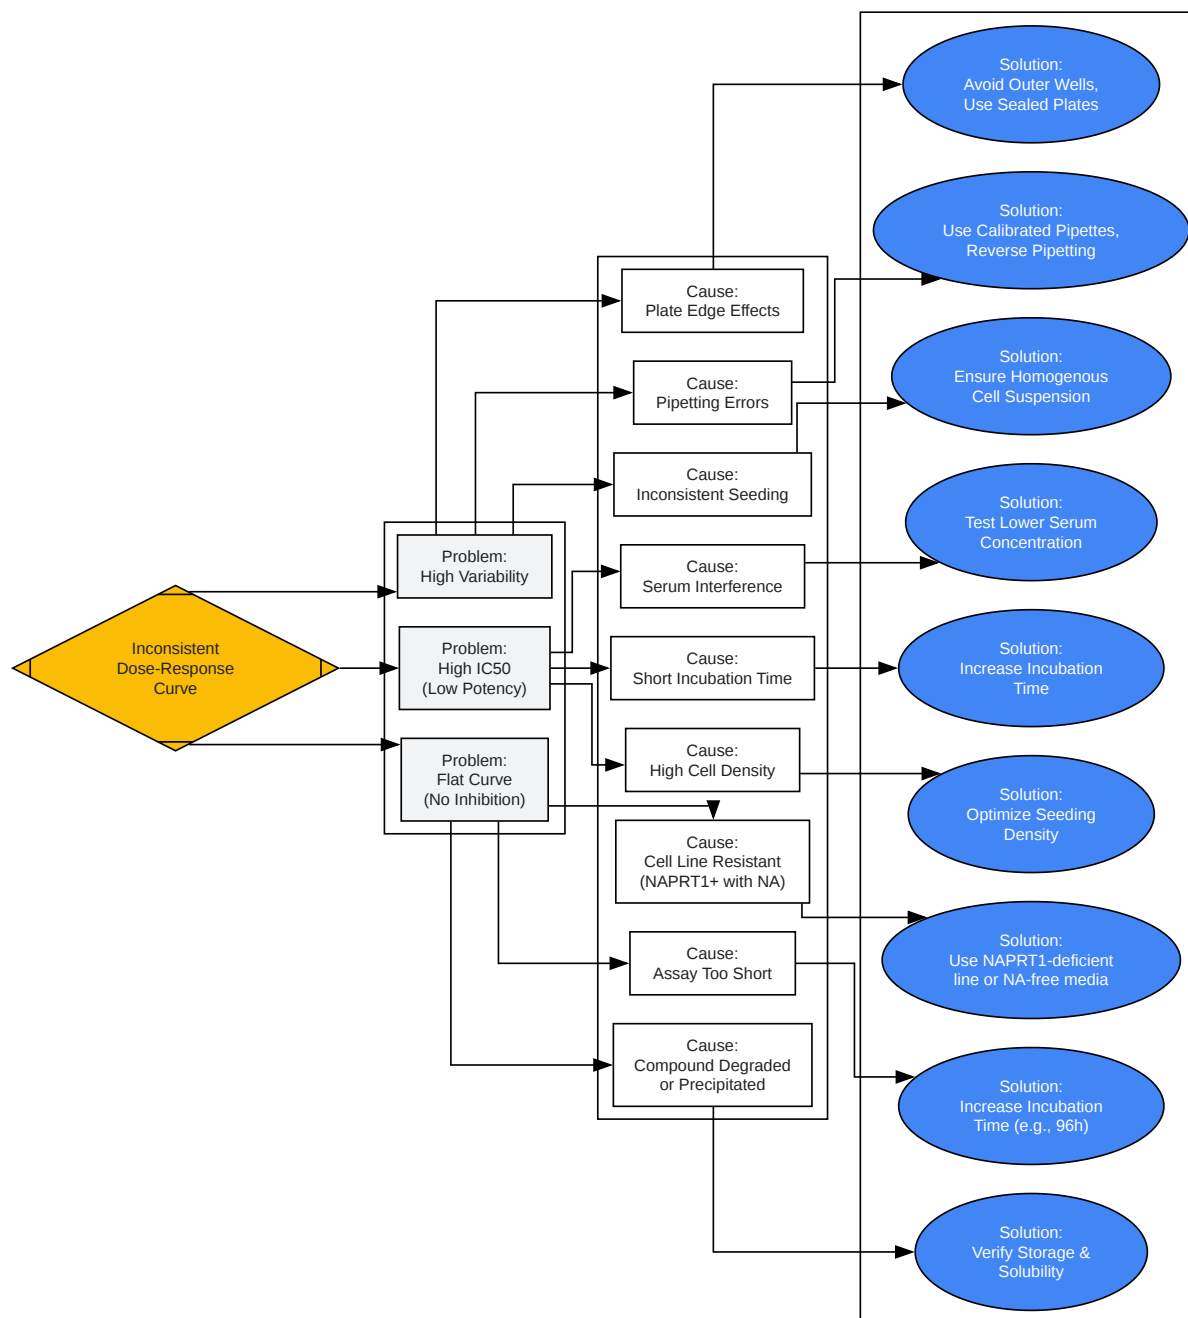 Inconsistent
Dose-Response
Curve
Problem:
High Variability
Problem:
High IC50
(Low Potency)
Problem:
Flat Curve
(No Inhibition)
Cause:
Plate Edge Effects
Cause:
Pipetting Errors
Cause:
Inconsistent Seeding
Cause:
Serum Interference
Cause:
Short Incubation Time
Cause:
High Cell Density
Cause:
Cell Line Resistant
(NAPRT1+ with NA)
Cause:
Assay Too Short
Cause:
Compound Degraded
or Precipitated
Solution:
Avoid Outer Wells,
Use Sealed Plates
Solution:
Use Calibrated Pipettes,
Reverse Pipetting
Solution:
Ensure Homogenous
Cell Suspension
Solution:
Test Lower Serum
Concentration
Solution:
Increase Incubation
Time
Solution:
Optimize Seeding
Density
Solution:
Use NAPRT1-deficient
line or NA-free media
Solution:
Increase Incubation
Time (e.g., 96h)
Solution:
Verify Storage &
Solubility